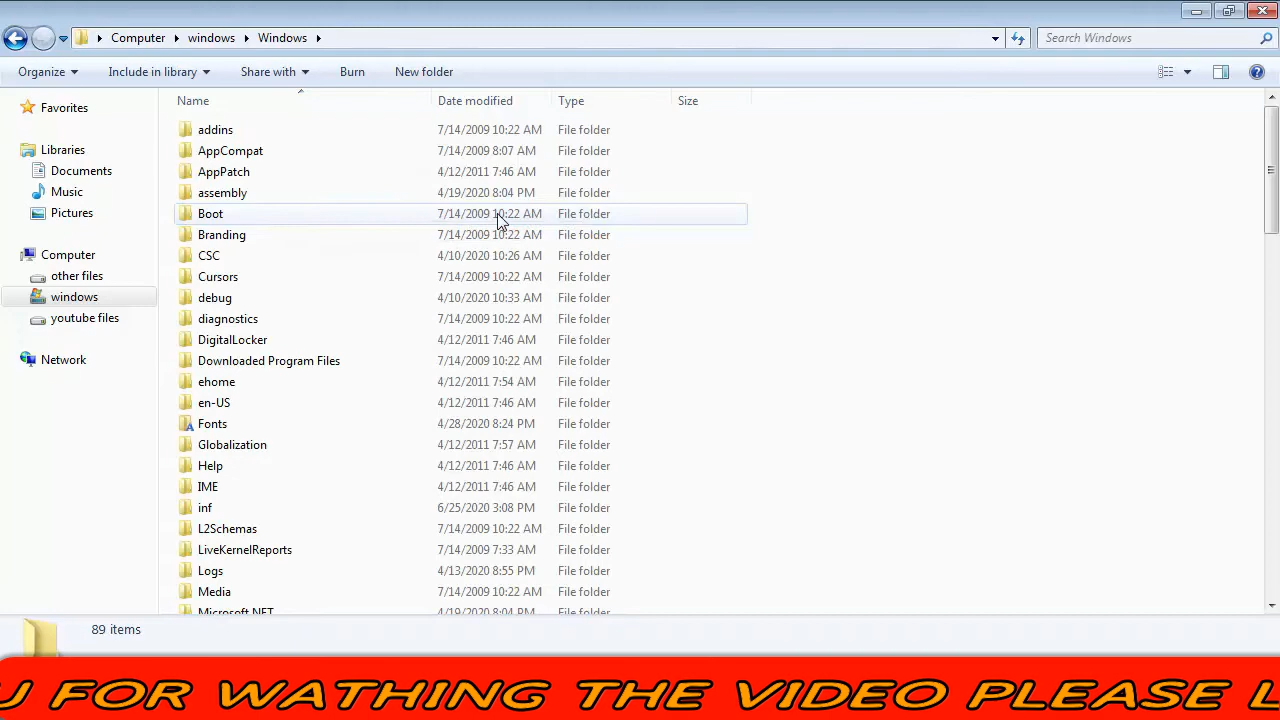 Computer windows Windows
Search Windows
Organize Include in library Share with Burn New folder
Name Date modified Type Size
Favorites
Libraries
Documents
Music
Pictures
Computer
other files
windows
youtube files
Network
addins 7/14/2009 10:22 AM File folder
AppCompat 7/14/2009 8:07 AM File folder
AppPatch 4/12/2011 7:46 AM File folder
assembly 4/19/2020 8:04 PM File folder
Boot 7/14/2009 10:22 AM File folder
Branding 7/14/2009 10:22 AM File folder
CSC 4/10/2020 10:26 AM File folder
Cursors 7/14/2009 10:22 AM File folder
debug 4/10/2020 10:33 AM File folder
diagnostics 7/14/2009 10:22 AM File folder
DigitalLocker 4/12/2011 7:46 AM File folder
Downloaded Program Files 7/14/2009 10:22 AM File folder
ehome 4/12/2011 7:54 AM File folder
en-US 4/12/2011 7:46 AM File folder
Fonts 4/28/2020 8:24 PM File folder
Globalization 4/12/2011 7:57 AM File folder
Help 4/12/2011 7:46 AM File folder
IME 4/12/2011 7:46 AM File folder
inf 6/25/2020 3:08 PM File folder
L2Schemas 7/14/2009 10:22 AM File folder
LiveKernelReports 7/14/2009 7:33 AM File folder
Logs 4/13/2020 8:55 PM File folder
Media 7/14/2009 10:22 AM File folder
Microsoft.NET 4/19/2020 8:04 PM File folder
89 items
U FOR WATHING THE VIDEO PLEASE L